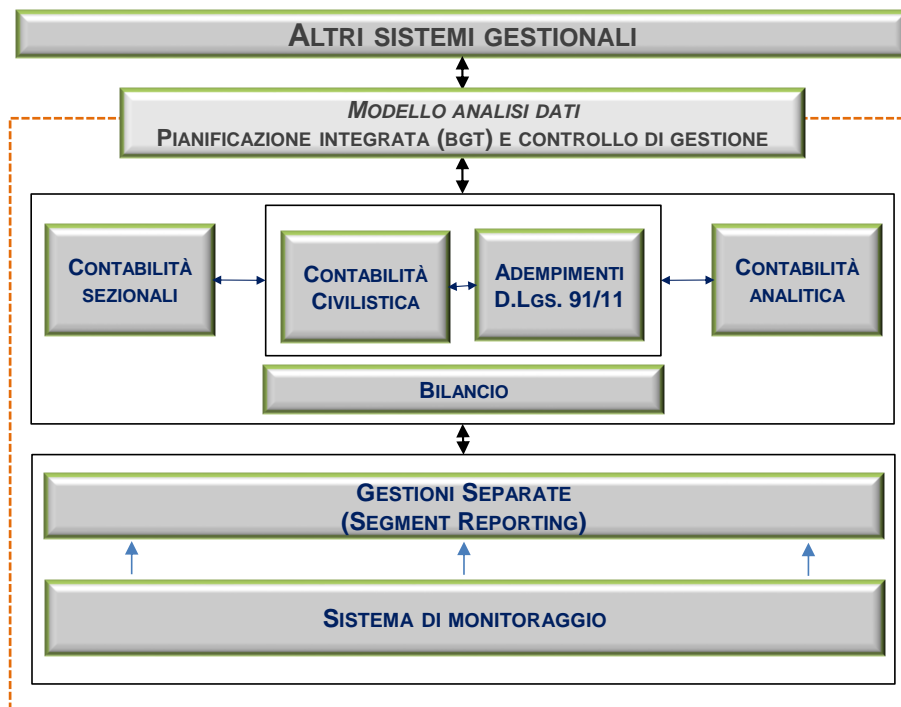 ALTRI SISTEMI GESTIONALI
MODELLO ANALISI DATI
PIANIFICAZIONE INTEGRATA (BGT) E CONTROLLO DI GESTIONE
CONTABILITÀ
SEZIONALI
CONTABILITÀ
CIVILISTICA
ADEMPIMENTI
D.LGS. 91/11
CONTABILITÀ
ANALITICA
BILANCIO
GESTIONI SEPARATE
(SEGMENT REPORTING)
SISTEMA DI MONITORAGGIO